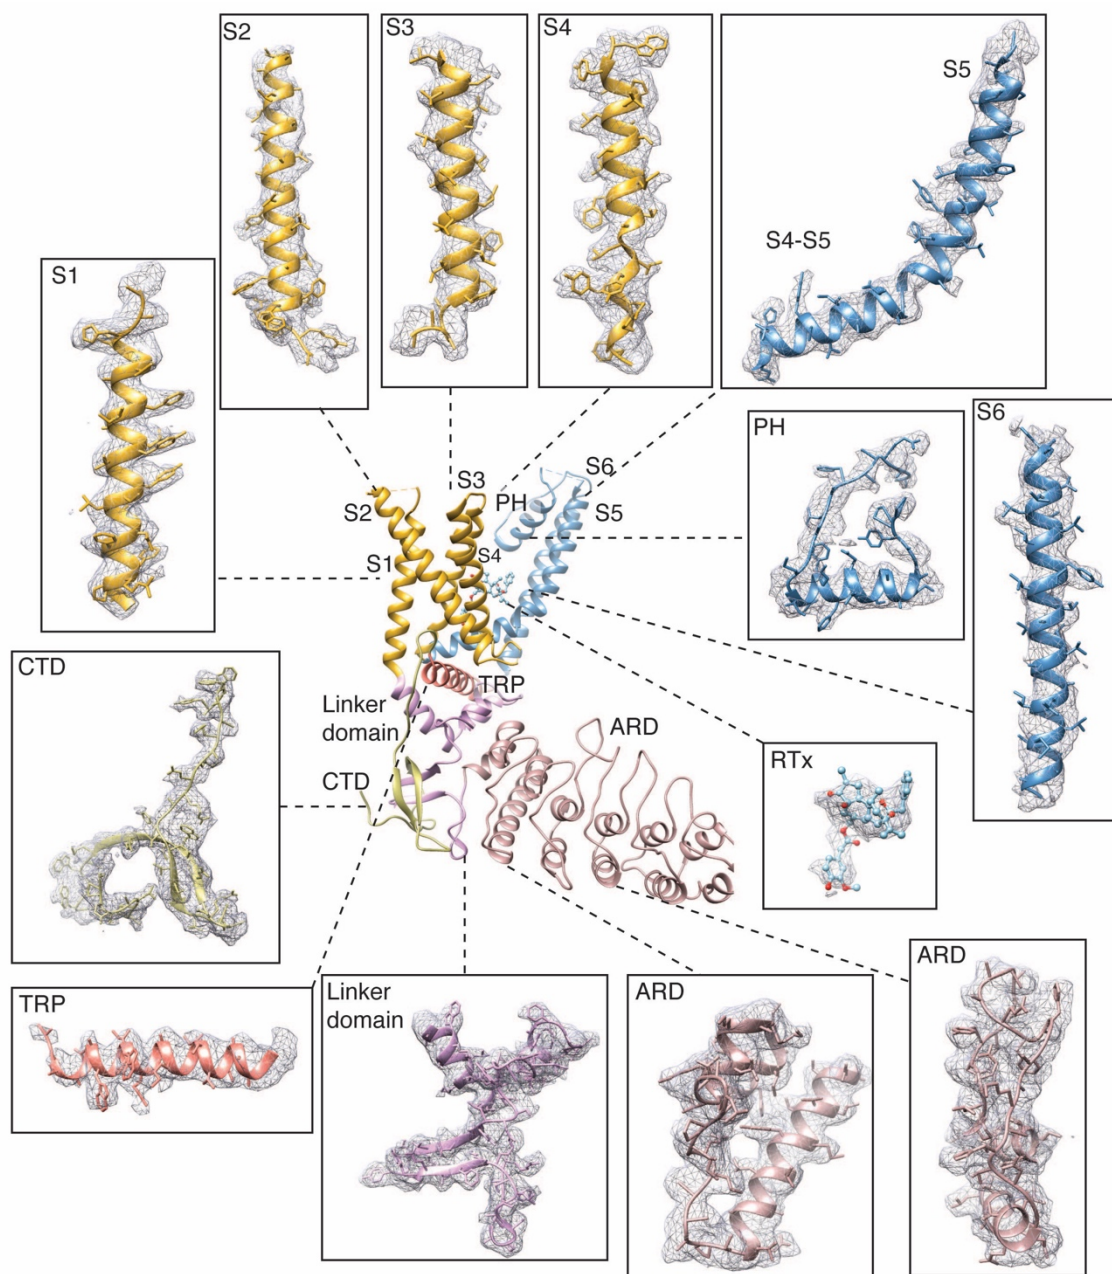 S2
S3
S4
S5
S4-S5
S1
PH
S6
S3
S6
PH
S2
S5
S4
S1
CTD
TRP
Linker
domain
ARD
RTx
CTD
TRP
Linker
domain
ARD
ARD